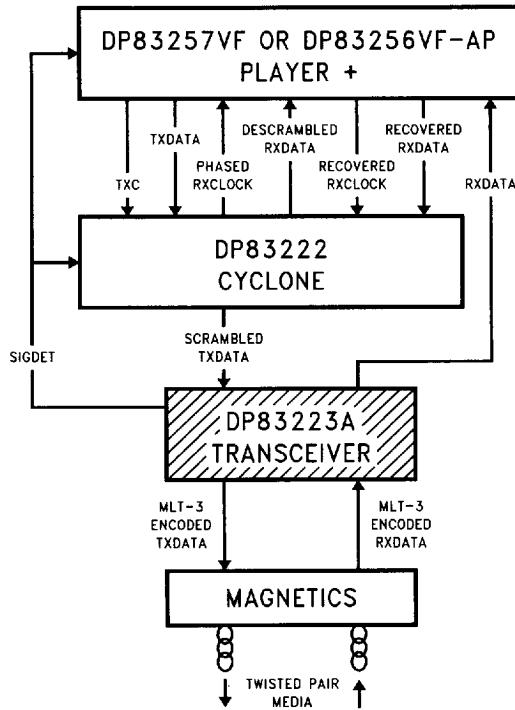 DP83257VF OR DP83256VF-AP
PLAYER +
TXC
TXDATA
PHASED
RXCLOCK
DESCRAMBLED
RXDATA
RECOVERED
RXCLOCK
RECOVERED
RXDATA
RXDATA
DP83222
CYCLONE
SIGDET
SCRAMBLED
TXDATA
DP83223A
TRANSCEIVER
MLT-3
ENCODED
TXDATA
MLT-3
ENCODED
RXDATA
MAGNETICS
TWISTED PAIR
MEDIA